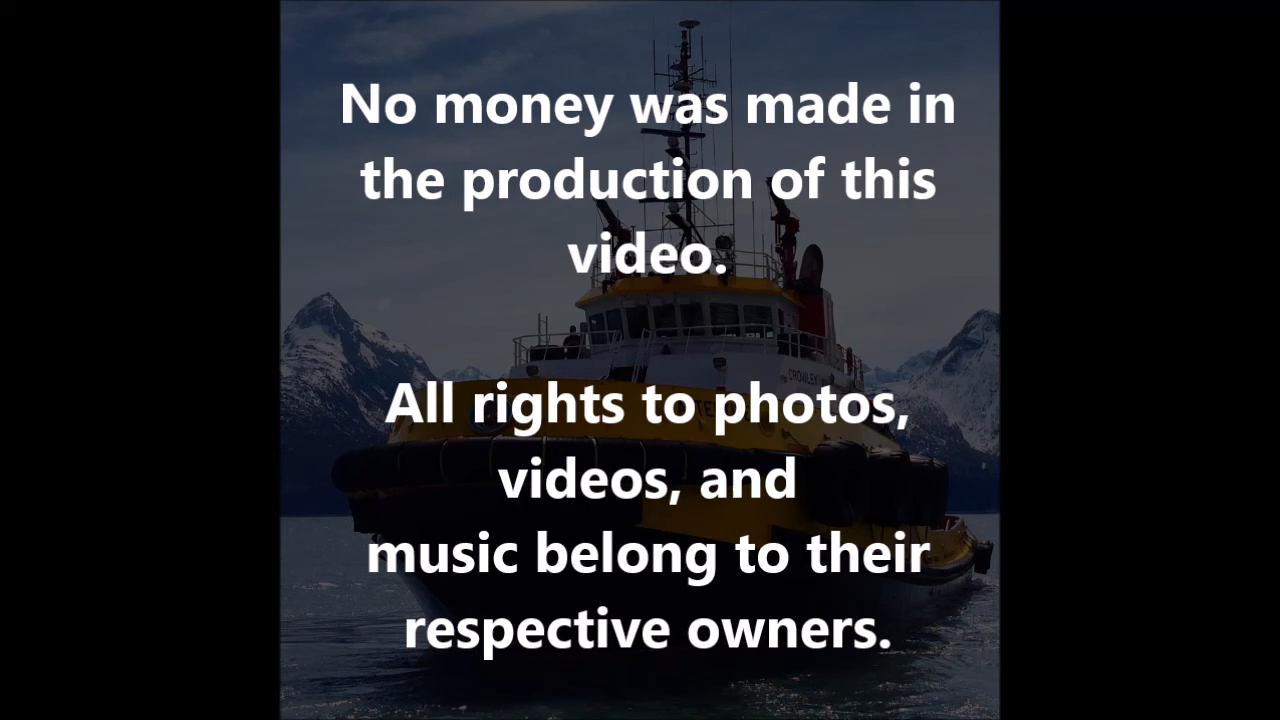 No money was made in
the production of this
video.
CROWLEY
All rights to photos,
videos, and
music belong to their
respective owners.